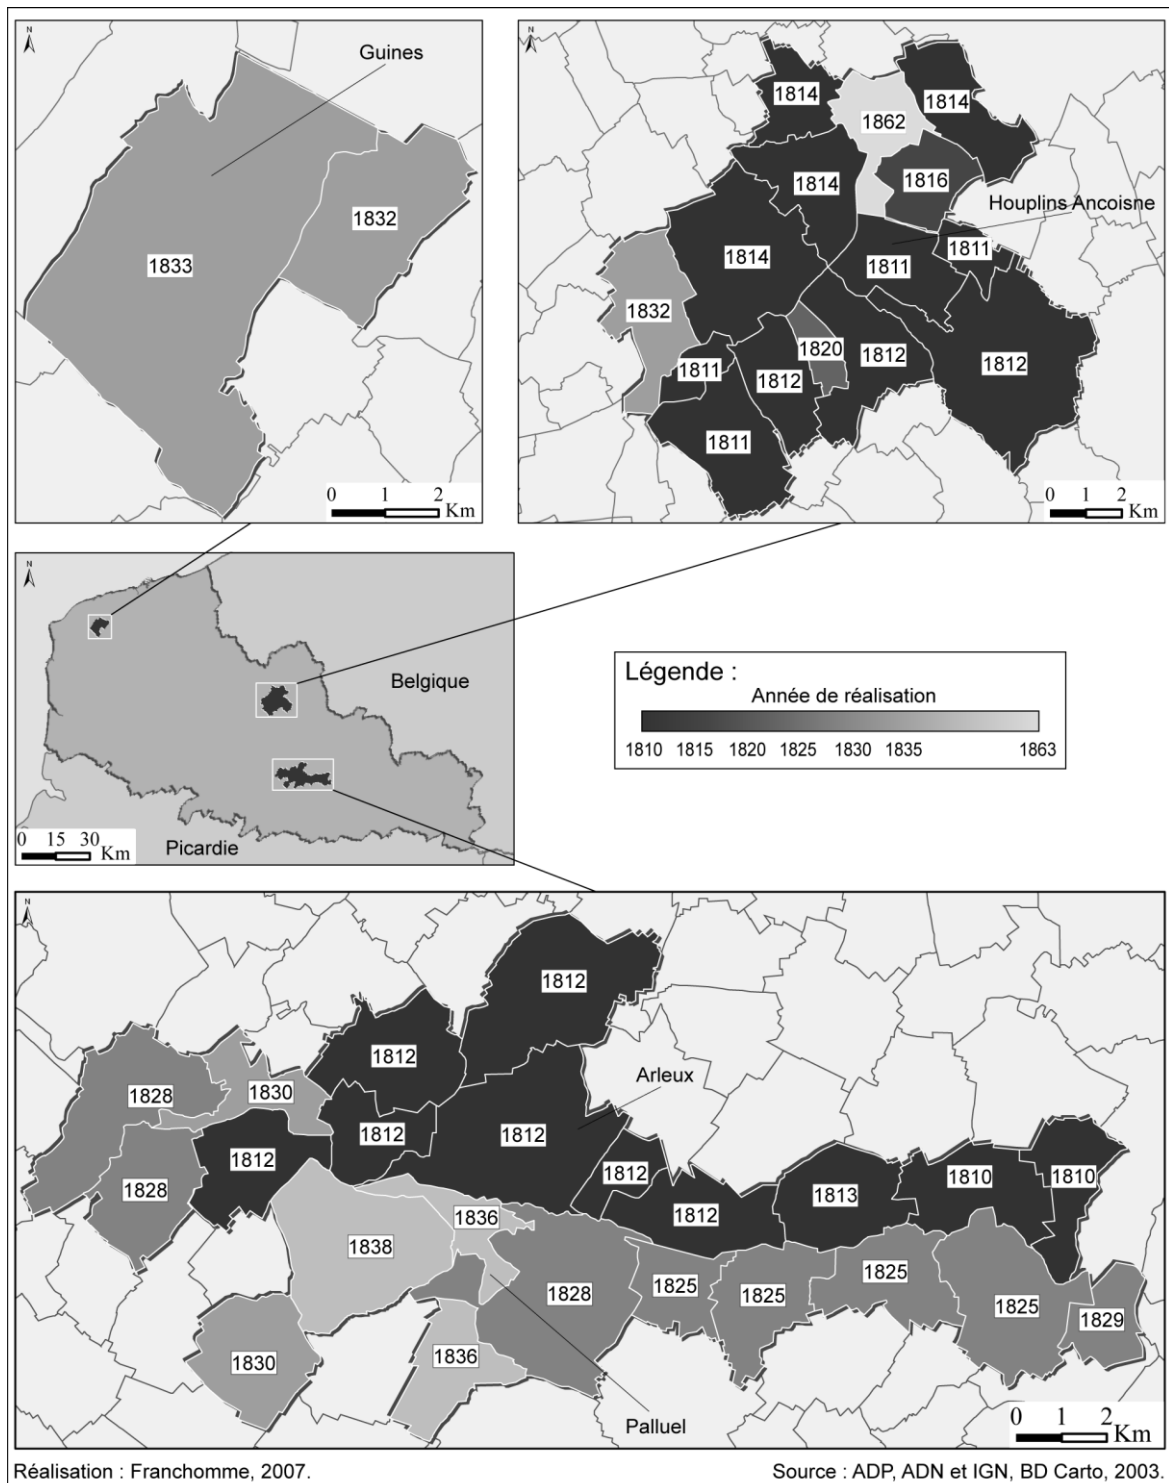 N
Guines
1832
1833
0 1 2
Km
N
1814
1862
1814
1814
1816
Houplins Ancoisne
1811
1814
1811
1832
1820
1812
1811
1812
1812
1811
0 1 2
Km
N
Belgique
Picardie
0 15 30
Km
Légende :
Année de réalisation
1810 1815 1820 1825 1830 1835 1863
N
1812
1812
Arleux
1828
1830
1812
1812
1812
1812
1810
1810
1828
1813
1812
1836
1838
1825
1825
1828
1825
1825
1829
1830
1836
Palluel
0 1 2
Km
Réalisation : Franchomme, 2007.
Source : ADP, ADN et IGN, BD Carto, 2003.